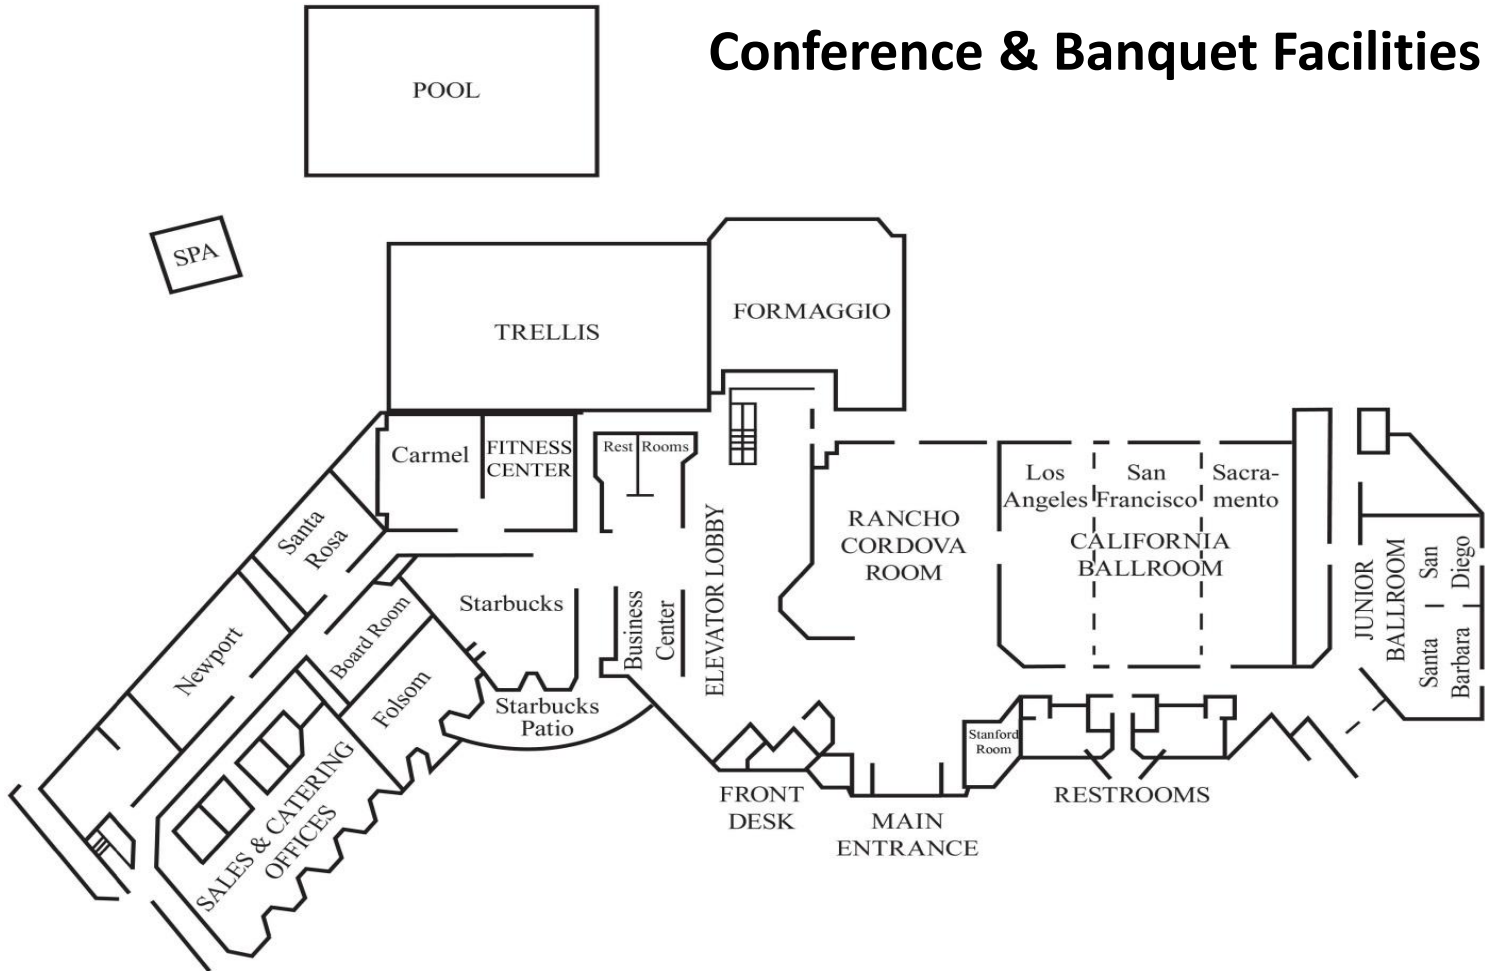 Conference & Banquet Facilities
POOL
SPA
TRELLIS
FORMAGGIO
Carmel
FITNESS
CENTER
Rest Rooms
Santa
Rosa
Newport
Board Room
Folsom
Starbucks
Starbucks
Patio
Business
Center
ELEVATOR LOBBY
RANCHO
CORDOVA
ROOM
Los
Angeles
San
Francisco
Sacra-
mento
CALIFORNIA
BALLROOM
JUNIOR
BALLROOM
San
Diego
Santa
Barbara
SALES & CATERING
OFFICES
FRONT
DESK
MAIN
ENTRANCE
Stanford
Room
RESTROOMS